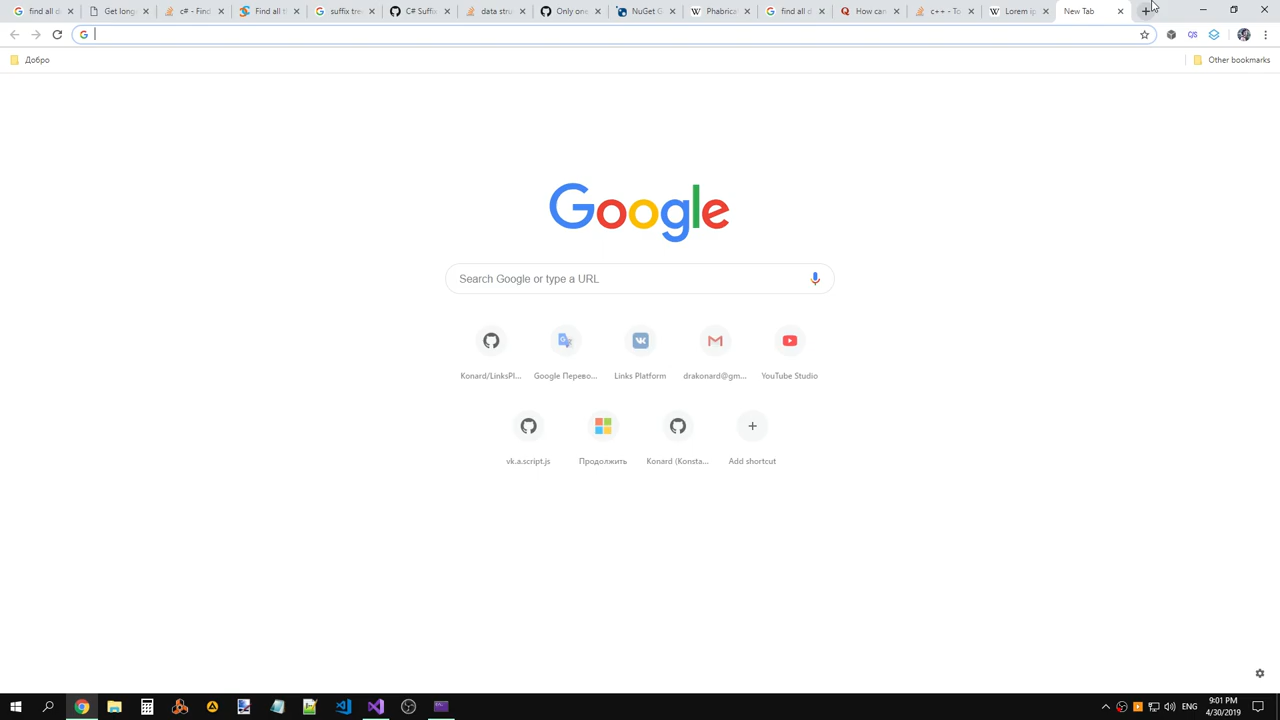 find all d
Get long
c# - Find
Find all t
suffix tre
C# Suffi
data stru
Only one
NuGet G
Phabrica
find all d
How can
c++ - To
Lorem ip
New Tab
Добро
Other bookmarks
Google
Search Google or type a URL
Konard/LinksPl...
Google Перево...
Links Platform
drakonard@gm...
YouTube Studio
vk.a.script.js
Продолжить
Konard (Konsta...
Add shortcut
ENG
9:01 PM
4/30/2019